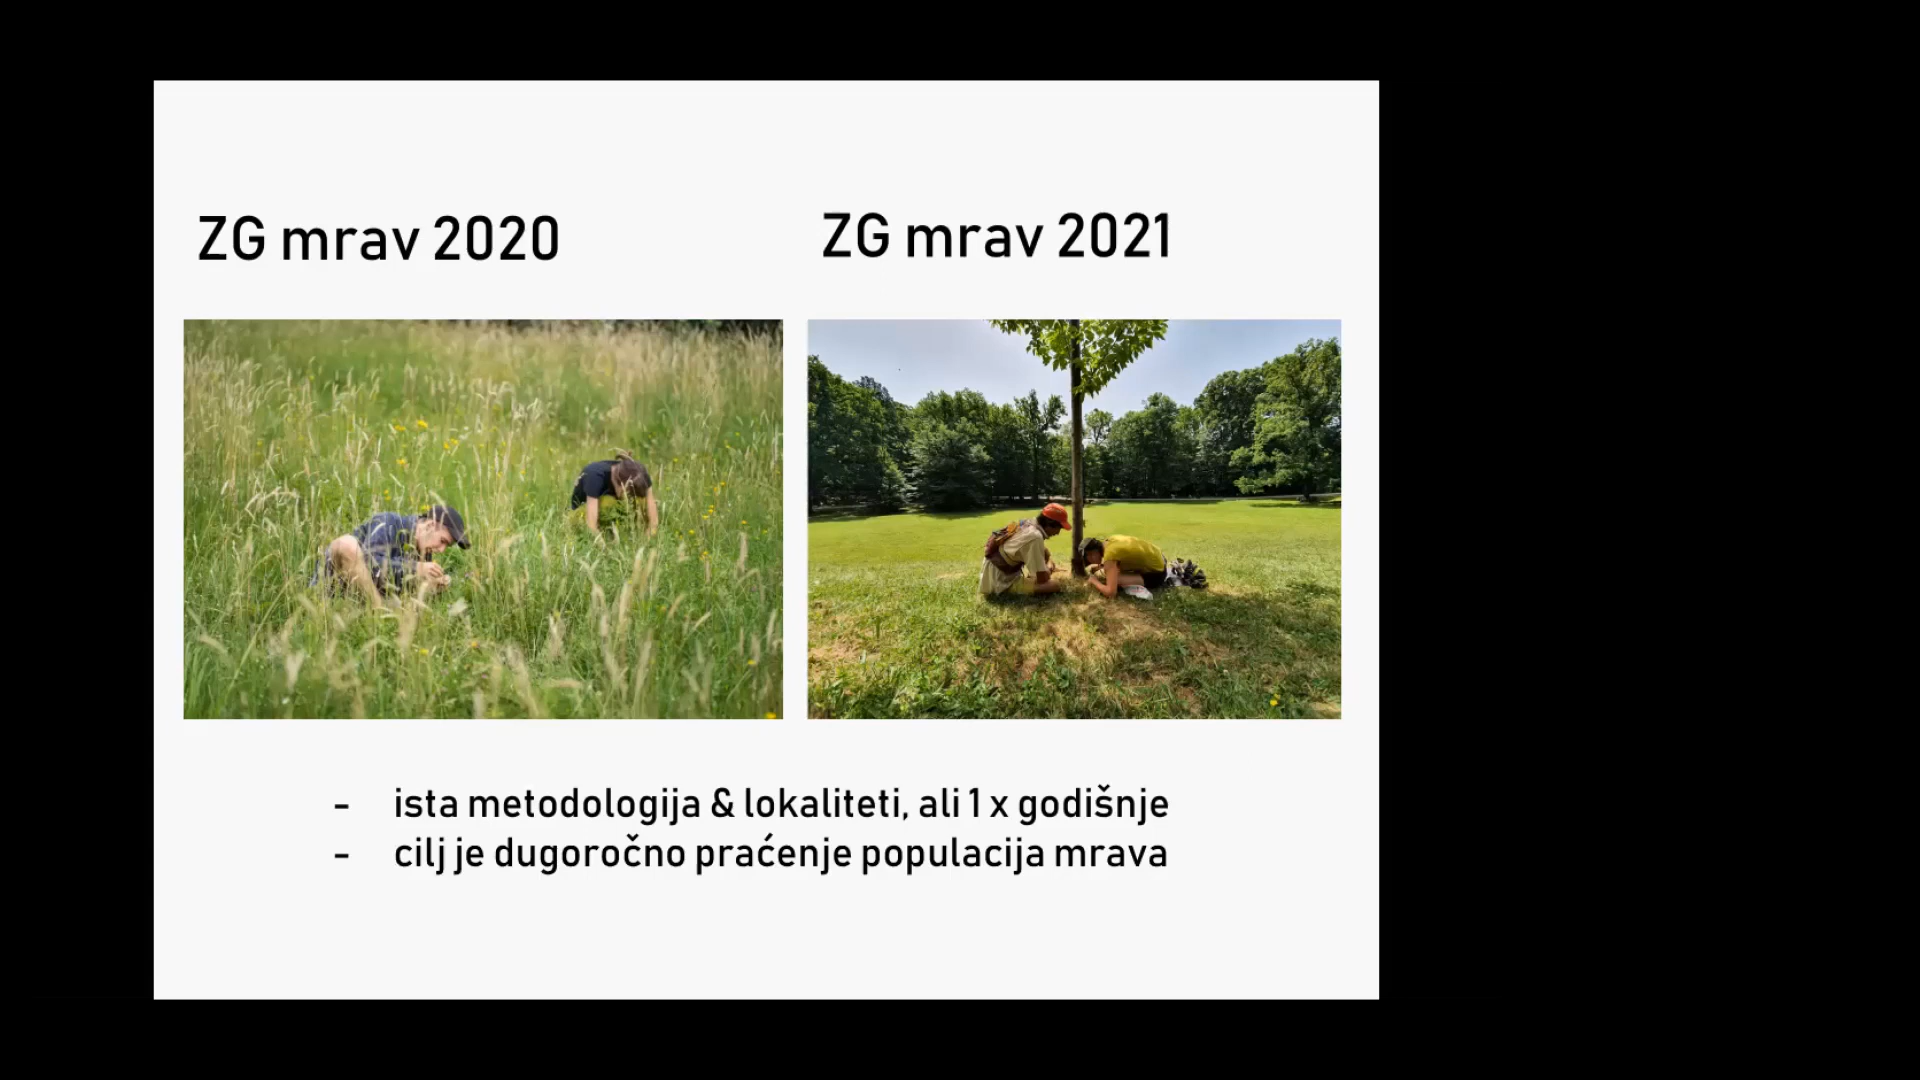 ZG mrav 2020
ZG mrav 2021
- ista metodologija & lokaliteti, ali 1 x godišnje
- cilj je dugoročno praćenje populacija mrava